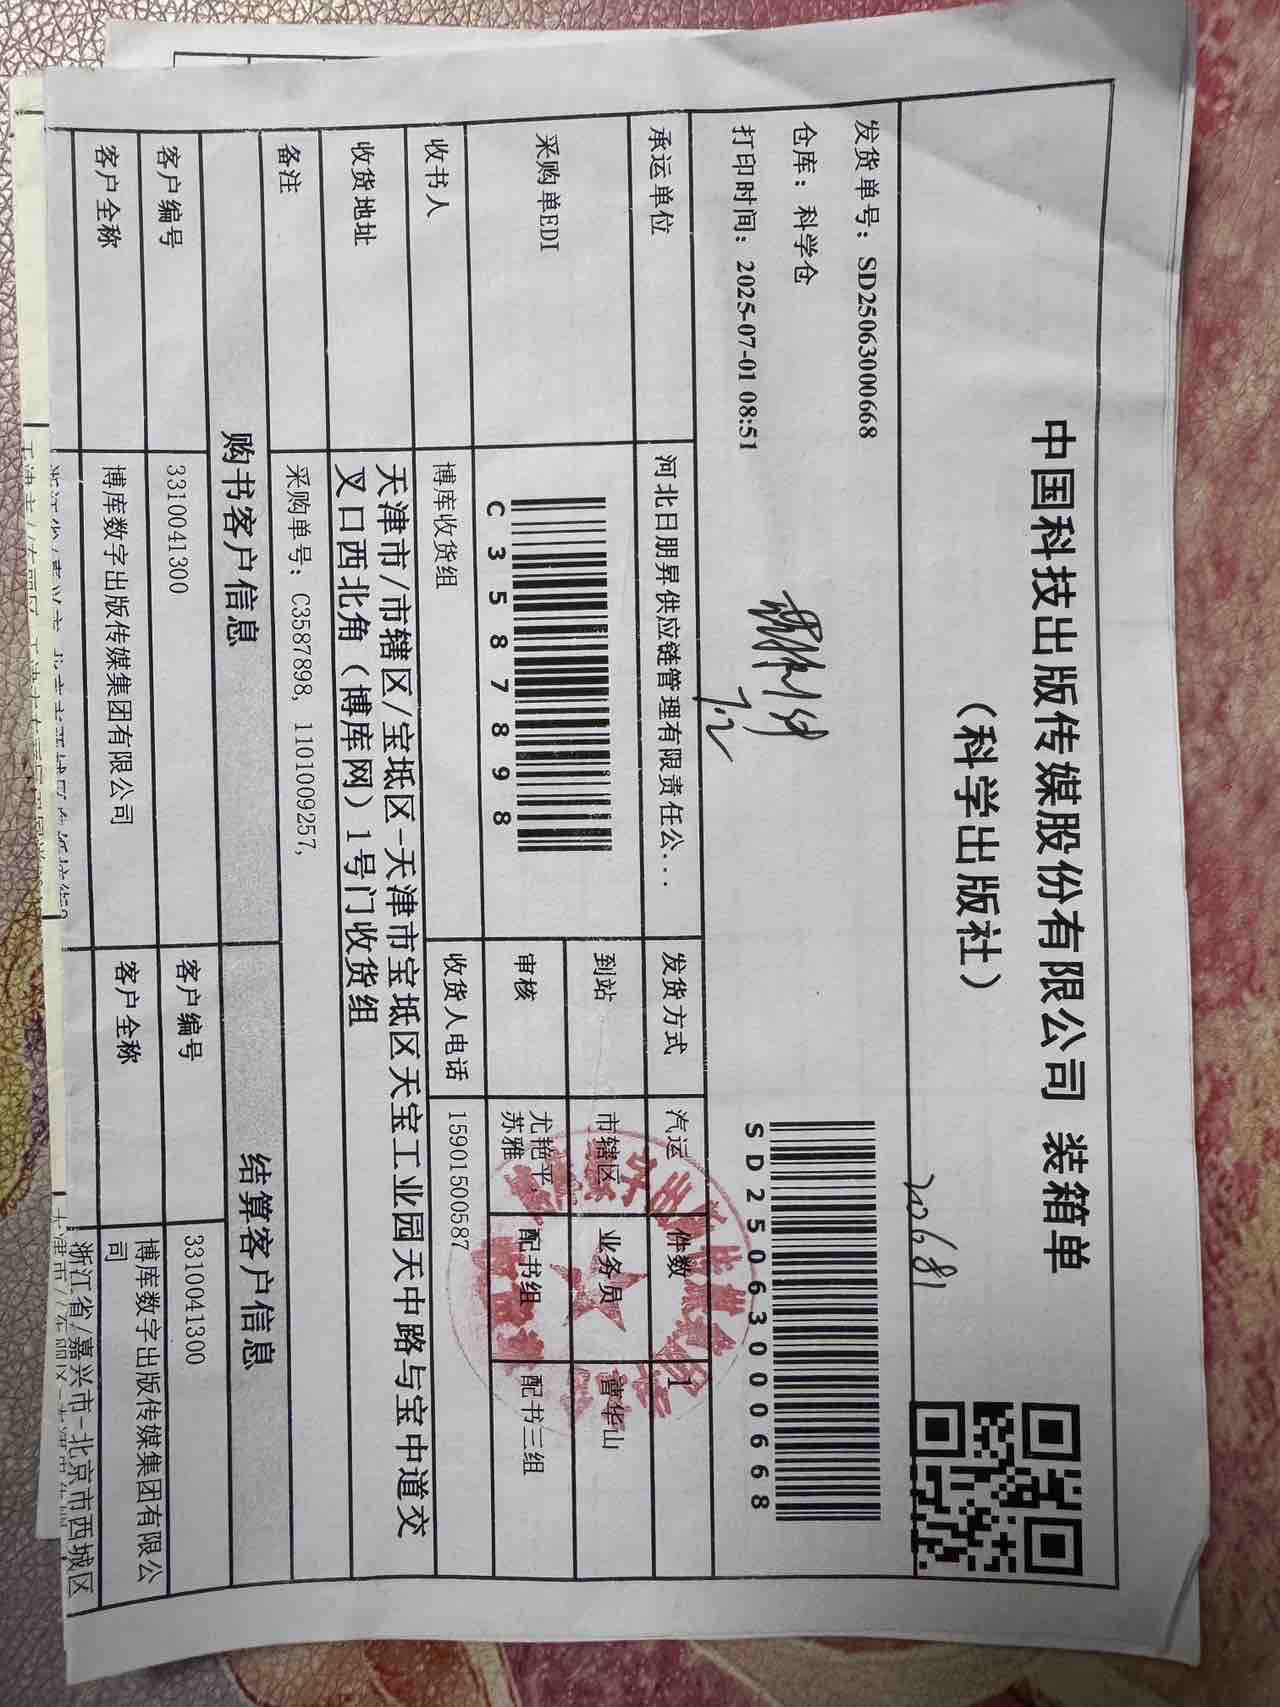 中国科技出版传媒股份有限公司 装箱单
（科学出版社）
20681
发货单号：SD2506300668
仓库：科学仓
打印时间：2025-07-01 08:51
SD2506300668
7.2
承运单位 河北日朋昇供应链管理有限责任公... 发货方式 汽运 件数 1
采购单EDI C3587898 到站 市辖区 业务员 曹华山
审核 尤艳平, 苏雅 配书组 配书三组
收书人 博库收货组 收货人电话 15901500587
收货地址 天津市/市辖区/宝坻区-天津市宝坻区天宝工业园天中路与宝中道交
叉口西北角（博库网）1号门收货组
备注 采购单号：C3587898, 1101009257,
购书客户信息 结算客户信息
客户编号 3310041300 客户编号 3310041300
客户全称 博库数字出版传媒集团有限公司 客户全称 博库数字出版传媒集团有限公
司
浙江省/嘉兴市-北京市西城区